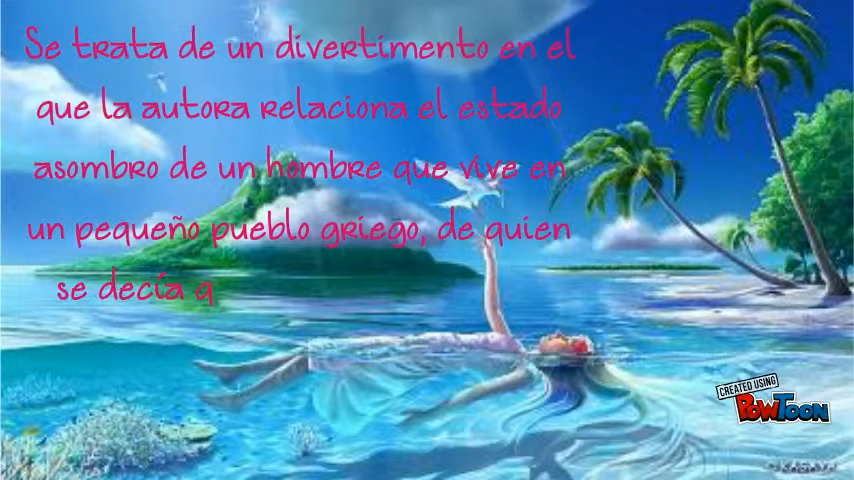 Se trata de un divertimento en el
que la autora relaciona el estado
asombro de un hombre que vive en
un pequeño pueblo griego, de quien
se decía q
CREATED USING
POWTOON